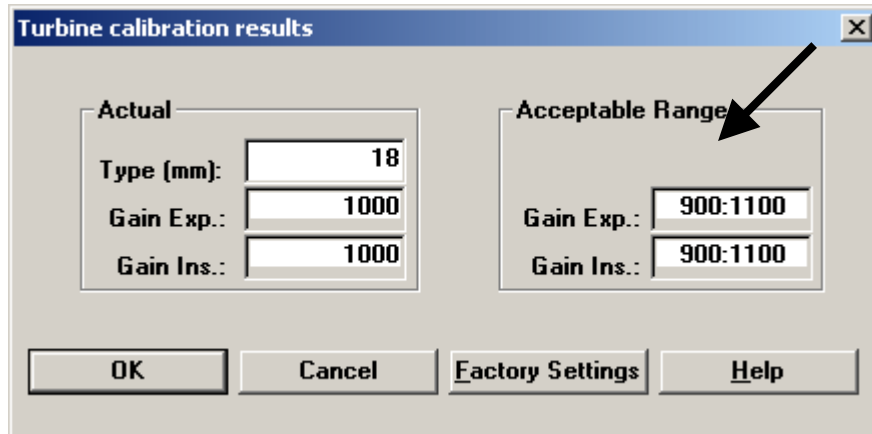 Turbine calibration results
Actual
Type (mm): 18
Gain Exp.: 1000
Gain Ins.: 1000
Acceptable Range
Gain Exp.: 900:1100
Gain Ins.: 900:1100
OK Cancel Factory Settings Help